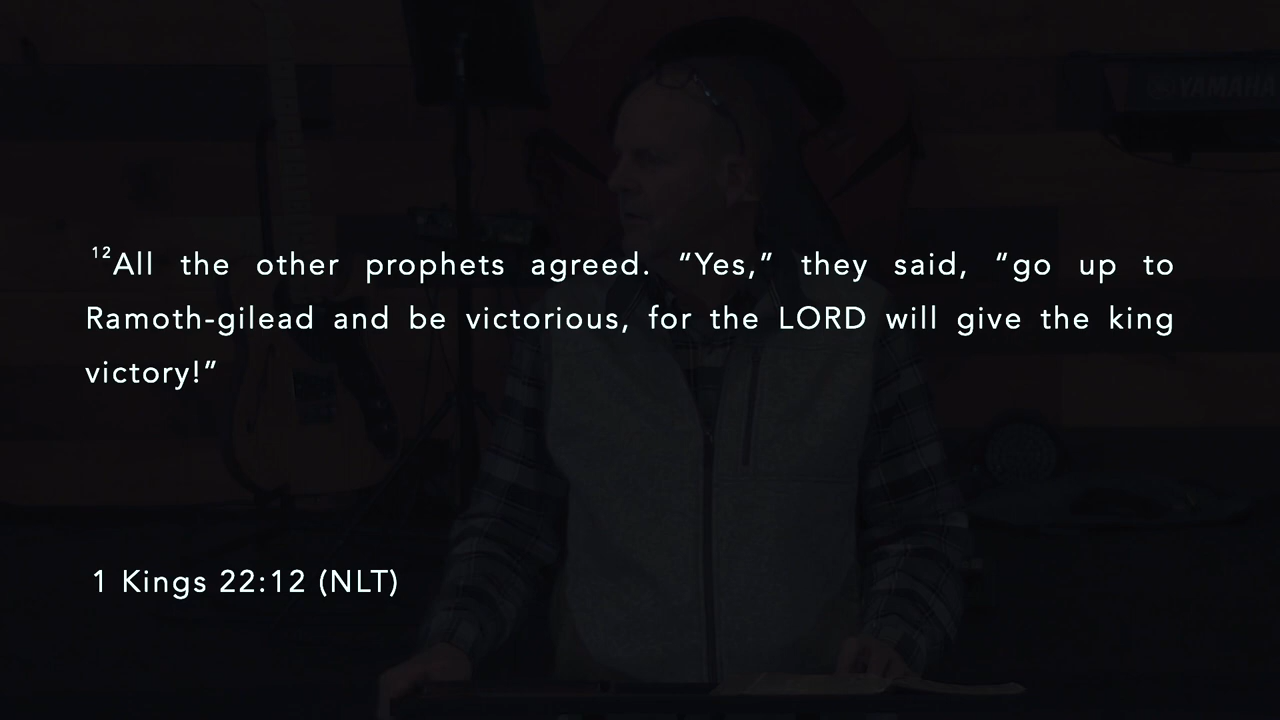 YAMAHA
¹²All the other prophets agreed. “Yes,” they said, “go up to
Ramoth-gilead and be victorious, for the LORD will give the king
victory!”
1 Kings 22:12 (NLT)